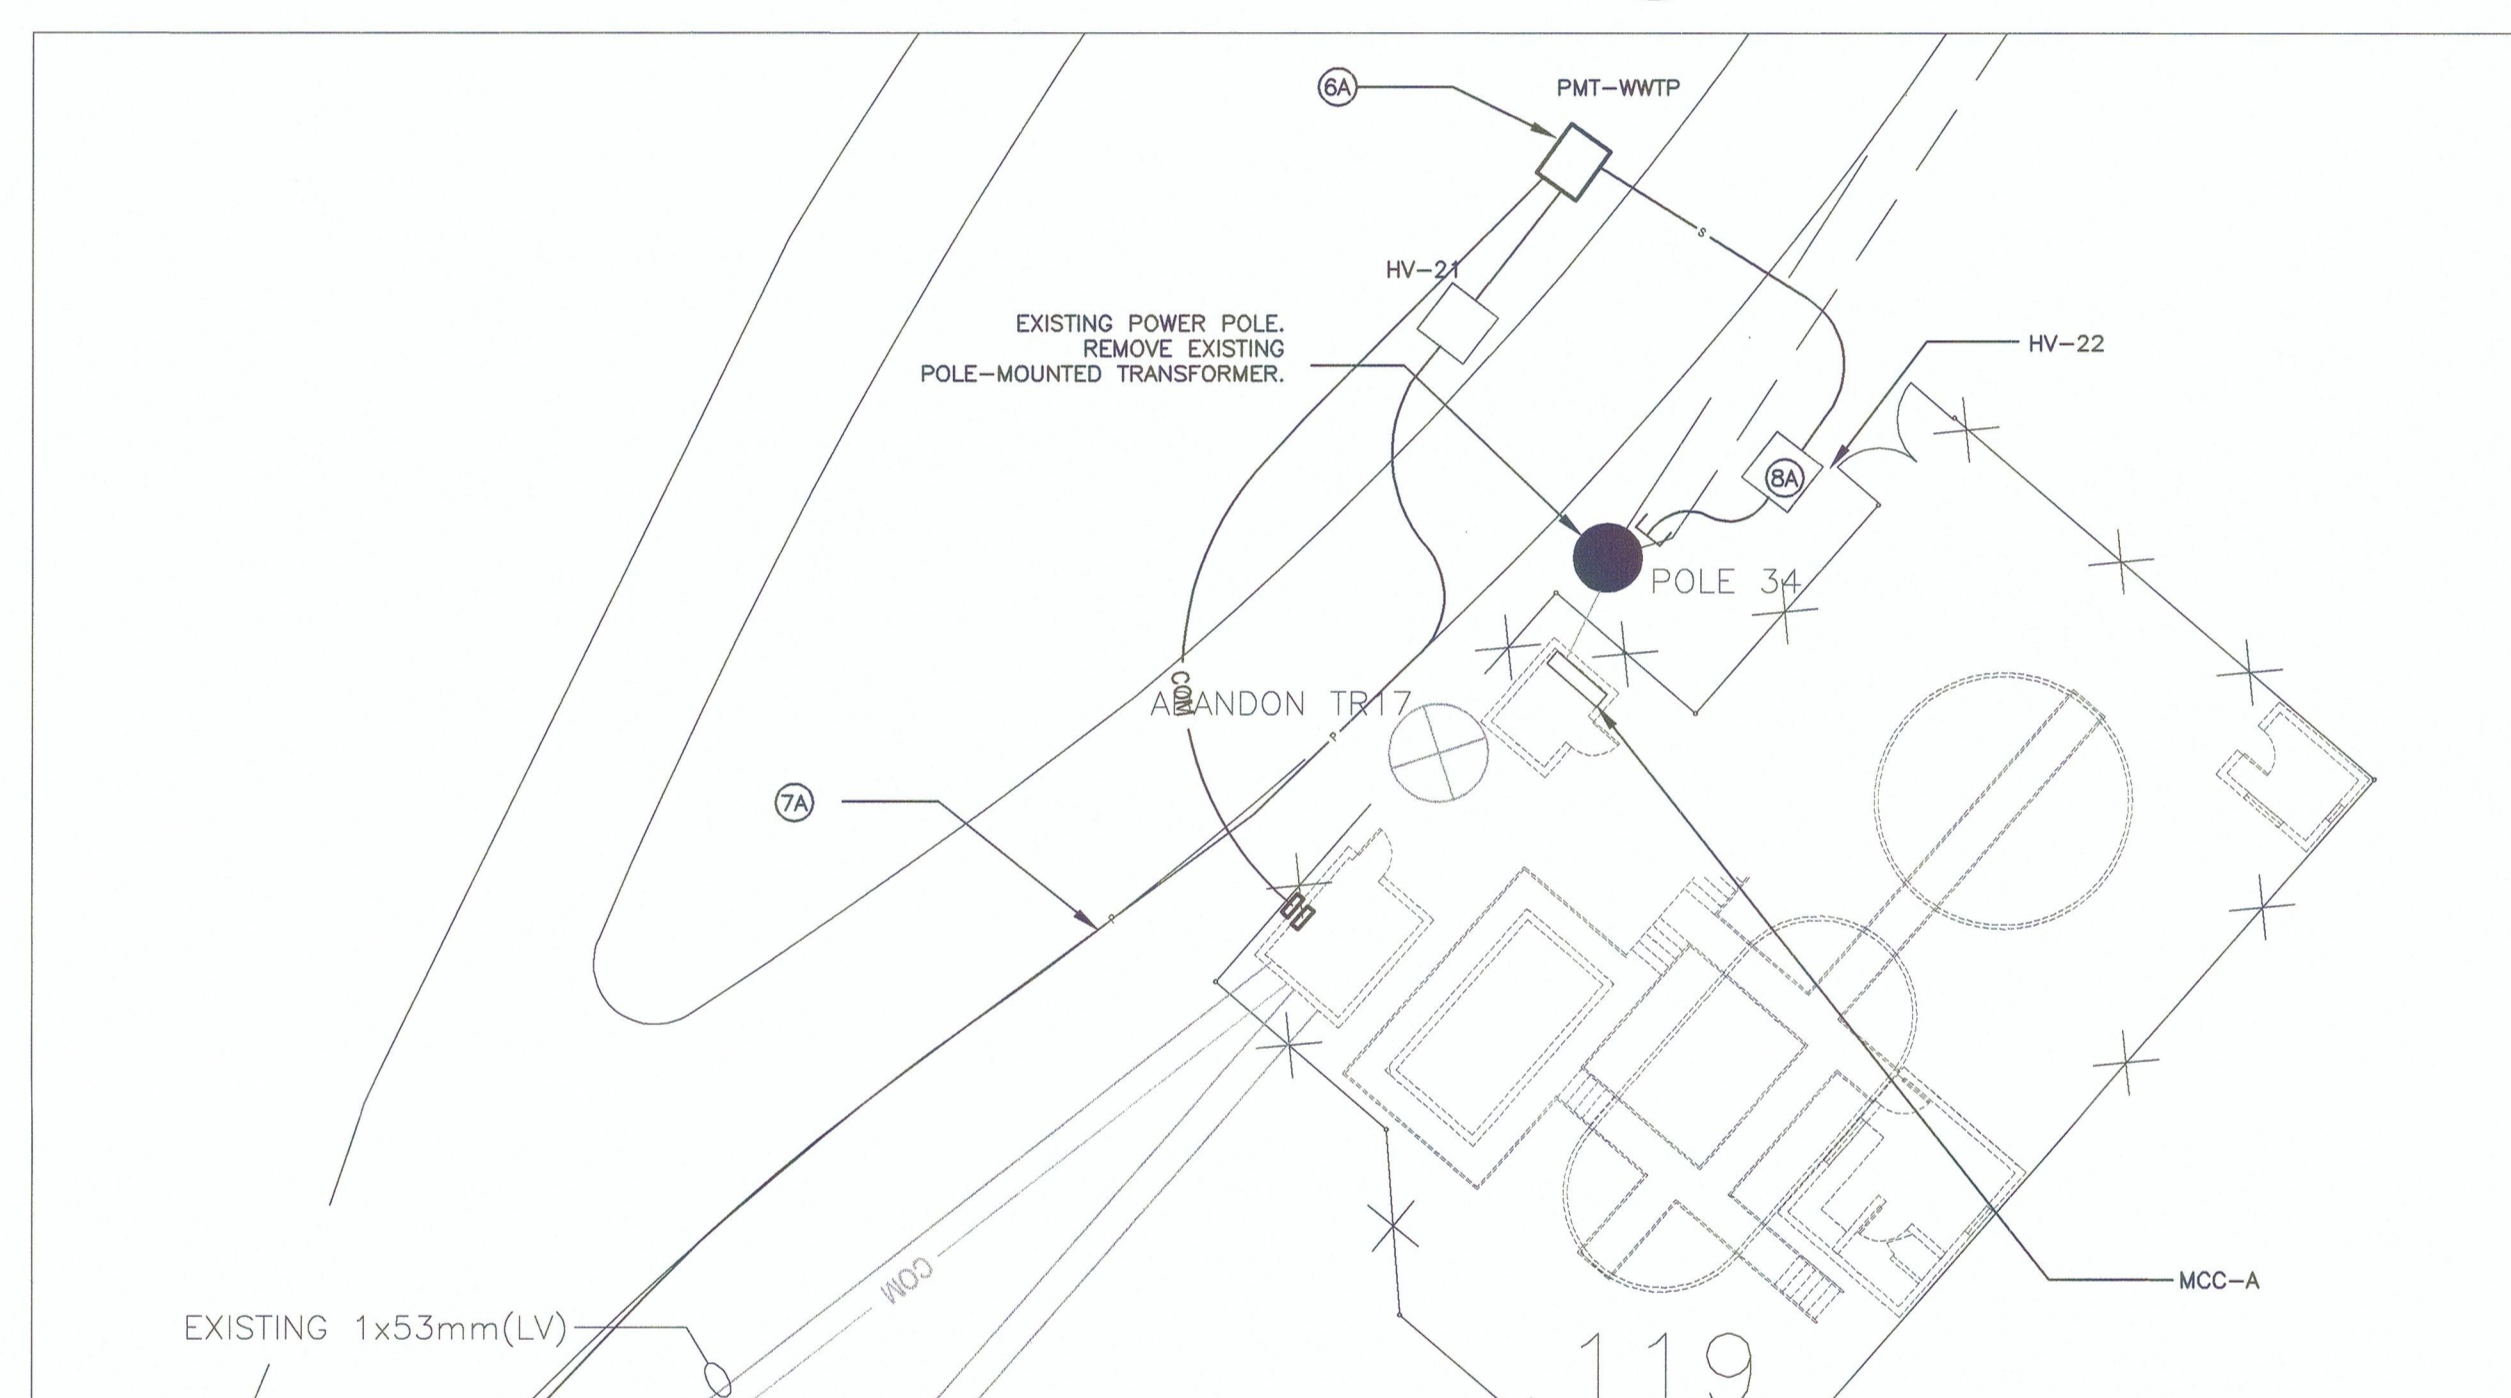 6A
PMT-WWTP
S
HV-21
EXISTING POWER POLE.
REMOVE EXISTING
POLE-MOUNTED TRANSFORMER.
HV-22
8A
POLE 34
COM
ABANDON TR17
P
7A
P
COM
MCC-A
EXISTING 1x53mm(LV)
119